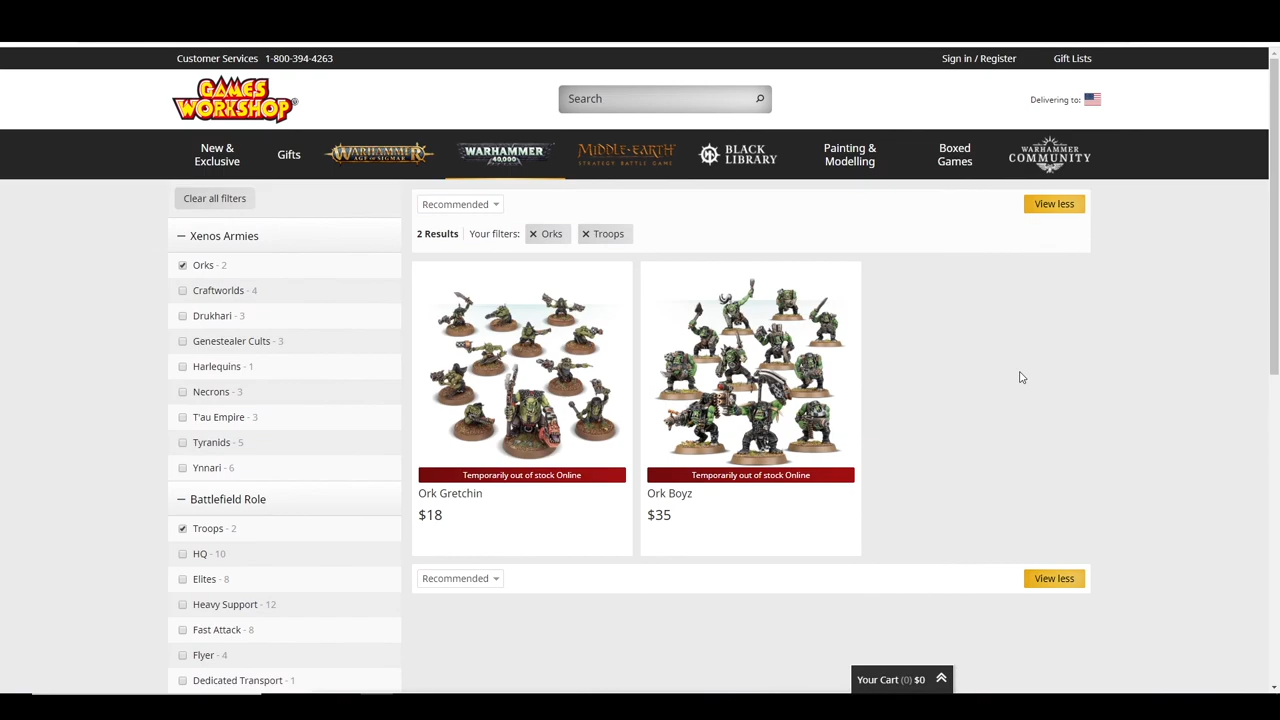 Customer Services 1-800-394-4263
Sign in / Register
Gift Lists
GAMES WORKSHOP®
Search
Delivering to:
New & Exclusive
Gifts
WARHAMMER AGE OF SIGMAR
WARHAMMER 40,000
MIDDLE-EARTH STRATEGY BATTLE GAME
BLACK LIBRARY
Painting & Modelling
Boxed Games
WARHAMMER COMMUNITY
Clear all filters
Xenos Armies
Orks - 2
Craftworlds - 4
Drukhari - 3
Genestealer Cults - 3
Harlequins - 1
Necrons - 3
T'au Empire - 3
Tyranids - 5
Ynnari - 6
Battlefield Role
Troops - 2
HQ - 10
Elites - 8
Heavy Support - 12
Fast Attack - 8
Flyer - 4
Dedicated Transport - 1
Recommended
View less
2 Results
Your filters:
Orks
Troops
Temporarily out of stock Online
Ork Gretchin
$18
Temporarily out of stock Online
Ork Boyz
$35
Recommended
View less
Your Cart (0) $0